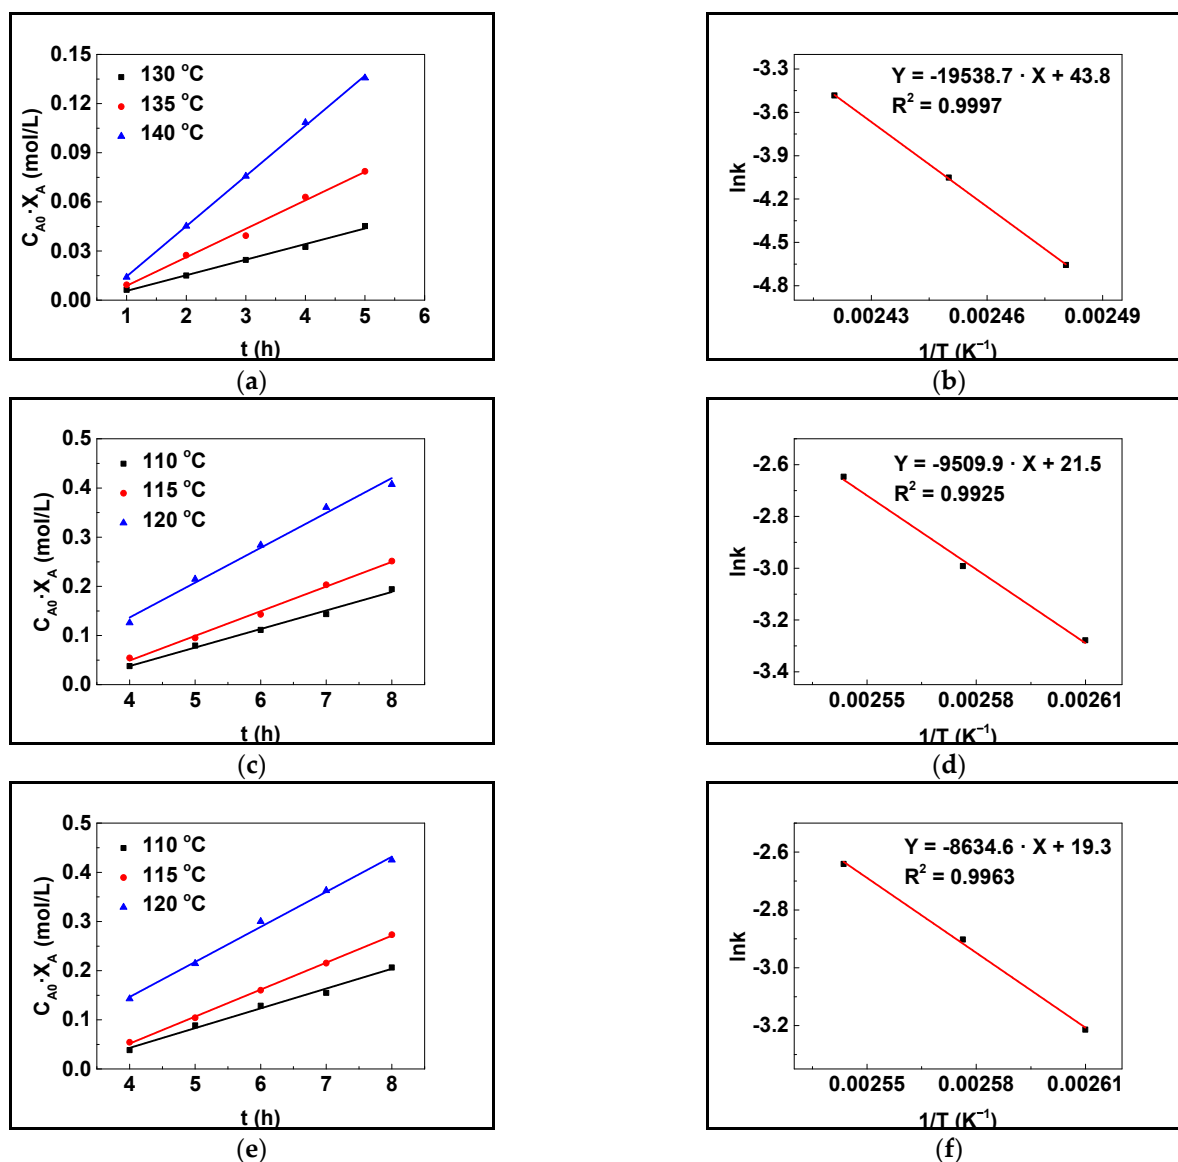 0.15
0.12
0.09
0.06
0.03
0.00
C_A0·X_A (mol/L)
130 °C
135 °C
140 °C
1 2 3 4 5 6
t (h)
(a)
-3.3
-3.6
-3.9
-4.2
-4.5
-4.8
lnk
Y = -19538.7 · X + 43.8
R² = 0.9997
0.00243 0.00246 0.00249
1/T (K⁻¹)
(b)
0.5
0.4
0.3
0.2
0.1
0.0
C_A0·X_A (mol/L)
110 °C
115 °C
120 °C
4 5 6 7 8
t (h)
(c)
-2.6
-2.8
-3.0
-3.2
-3.4
lnk
Y = -9509.9 · X + 21.5
R² = 0.9925
0.00255 0.00258 0.00261
1/T (K⁻¹)
(d)
0.5
0.4
0.3
0.2
0.1
0.0
C_A0·X_A (mol/L)
110 °C
115 °C
120 °C
4 5 6 7 8
t (h)
(e)
-2.6
-2.8
-3.0
-3.2
lnk
Y = -8634.6 · X + 19.3
R² = 0.9963
0.00255 0.00258 0.00261
1/T (K⁻¹)
(f)